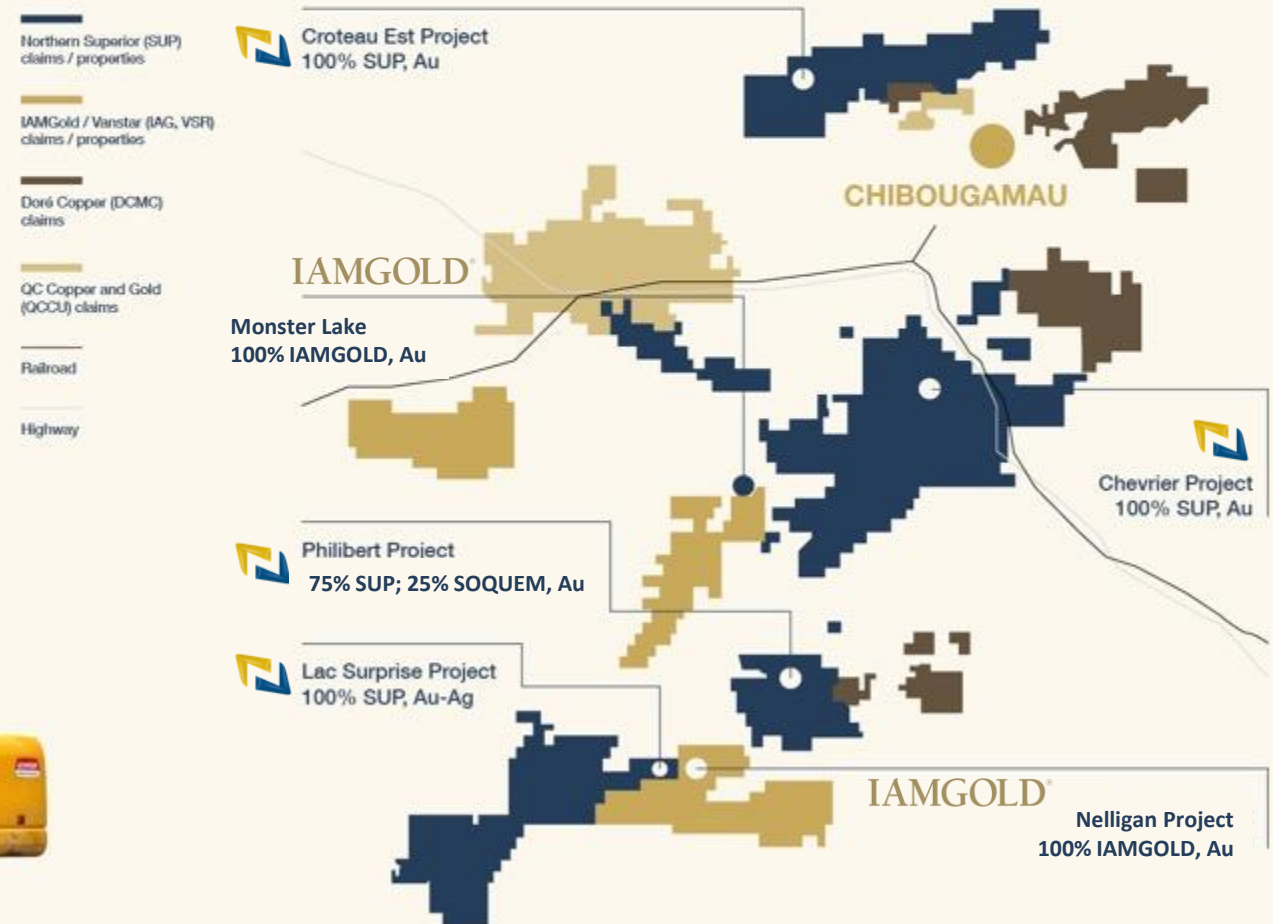 Northern Superior (SUP)
claims / properties
IAMGold / Vanstar (IAG, VSR)
claims / properties
Doré Copper (DCMC)
claims
QC Copper and Gold
(QCCU) claims
Railroad
Highway
Croteau Est Project
100% SUP, Au
CHIBOUGAMAU
IAMGOLD®
Monster Lake
100% IAMGOLD, Au
Chevrier Project
100% SUP, Au
Philibert Project
75% SUP; 25% SOQUEM, Au
Lac Surprise Project
100% SUP, Au-Ag
IAMGOLD®
Nelligan Project
100% IAMGOLD, Au